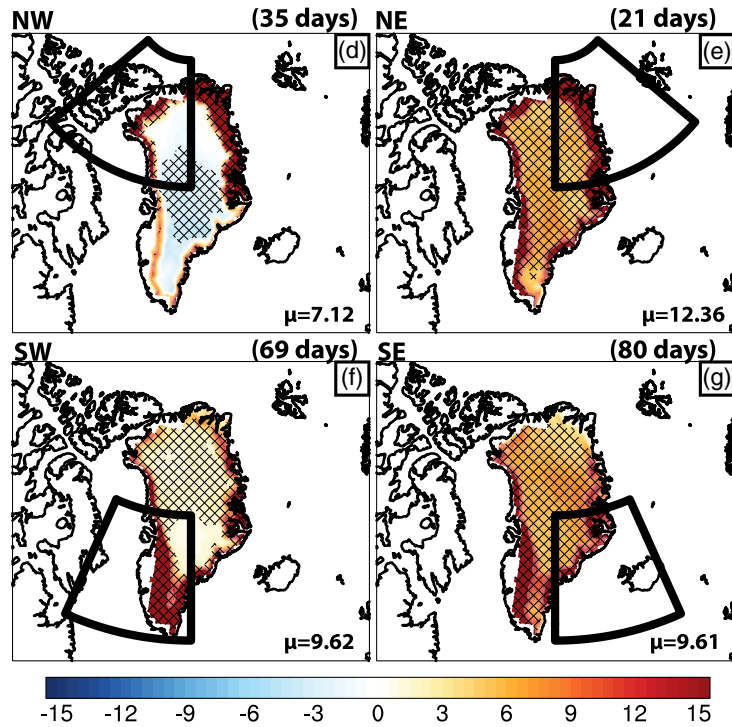 NW (35 days) NE (21 days)
(d) (e)
μ=7.12 μ=12.36
SW (69 days) SE (80 days)
(f) (g)
μ=9.62 μ=9.61
-15 -12 -9 -6 -3 0 3 6 9 12 15